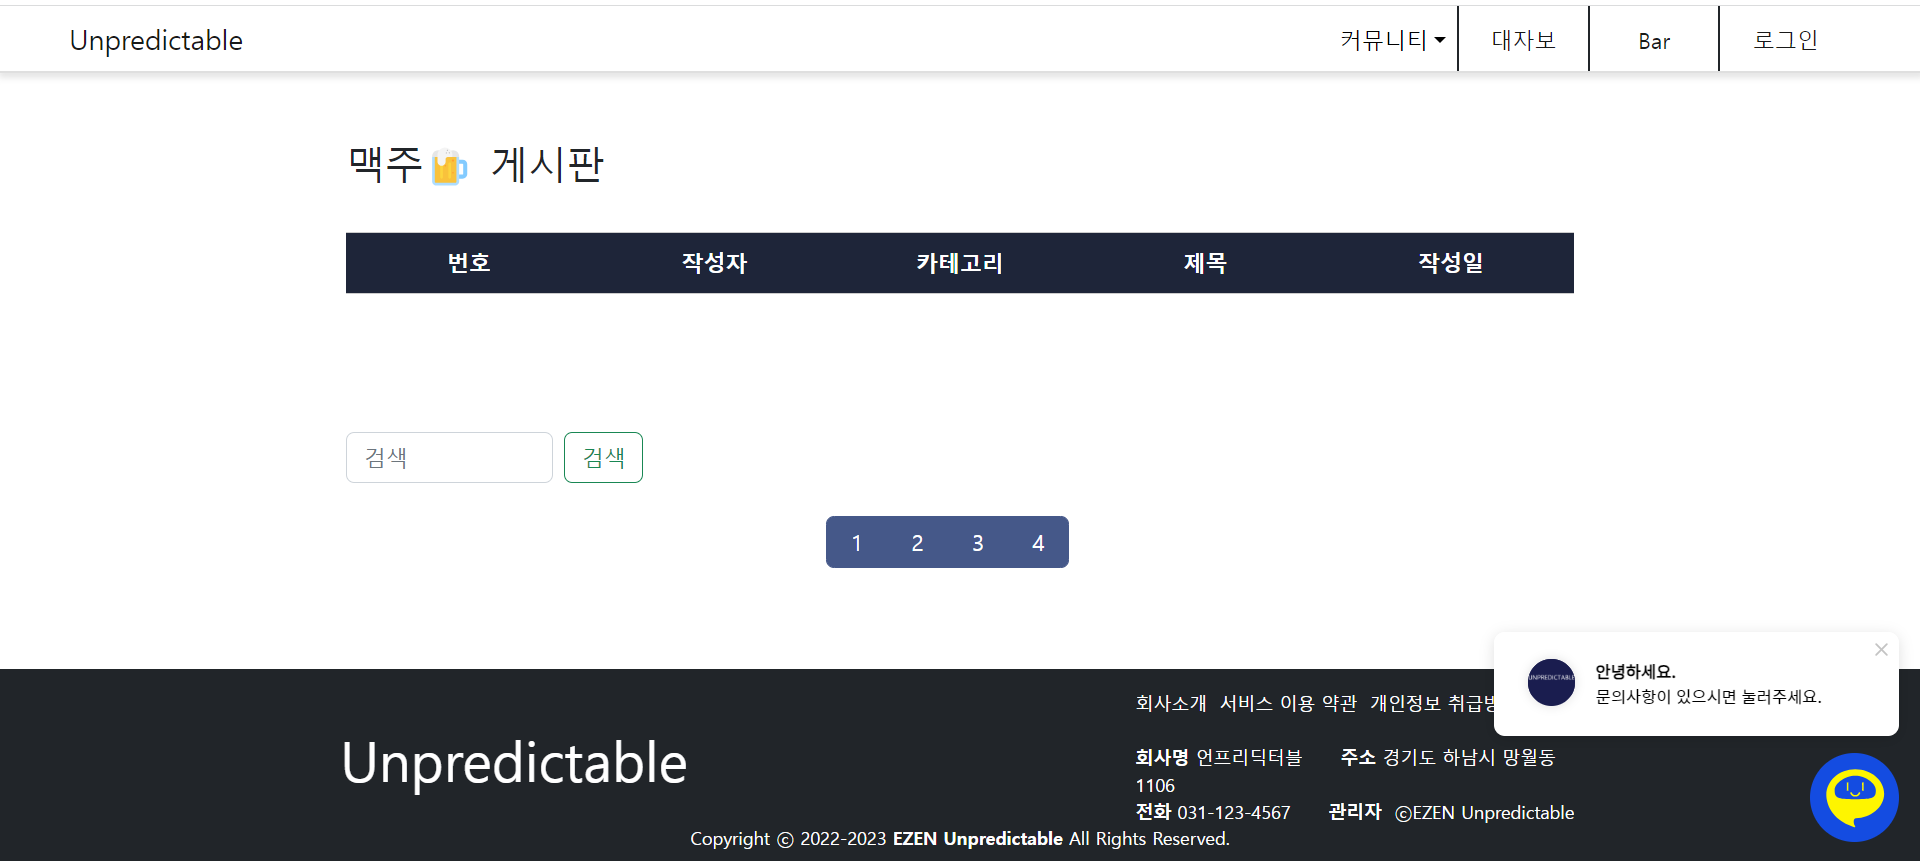 Unpredictable 커뮤니티 대자보 Bar 로그인
맥주🍺 게시판
번호 작성자 카테고리 제목 작성일
검색 검색
1 2 3 4
안녕하세요.
문의사항이 있으시면 눌러주세요.
UNPREDICTABLE
회사소개 서비스 이용 약관 개인정보 취급방
Unpredictable
회사명 언프리딕터블 주소 경기도 하남시 망월동
1106
전화 031-123-4567 관리자 ⓒEZEN Unpredictable
Copyright ⓒ 2022-2023 EZEN Unpredictable All Rights Reserved.